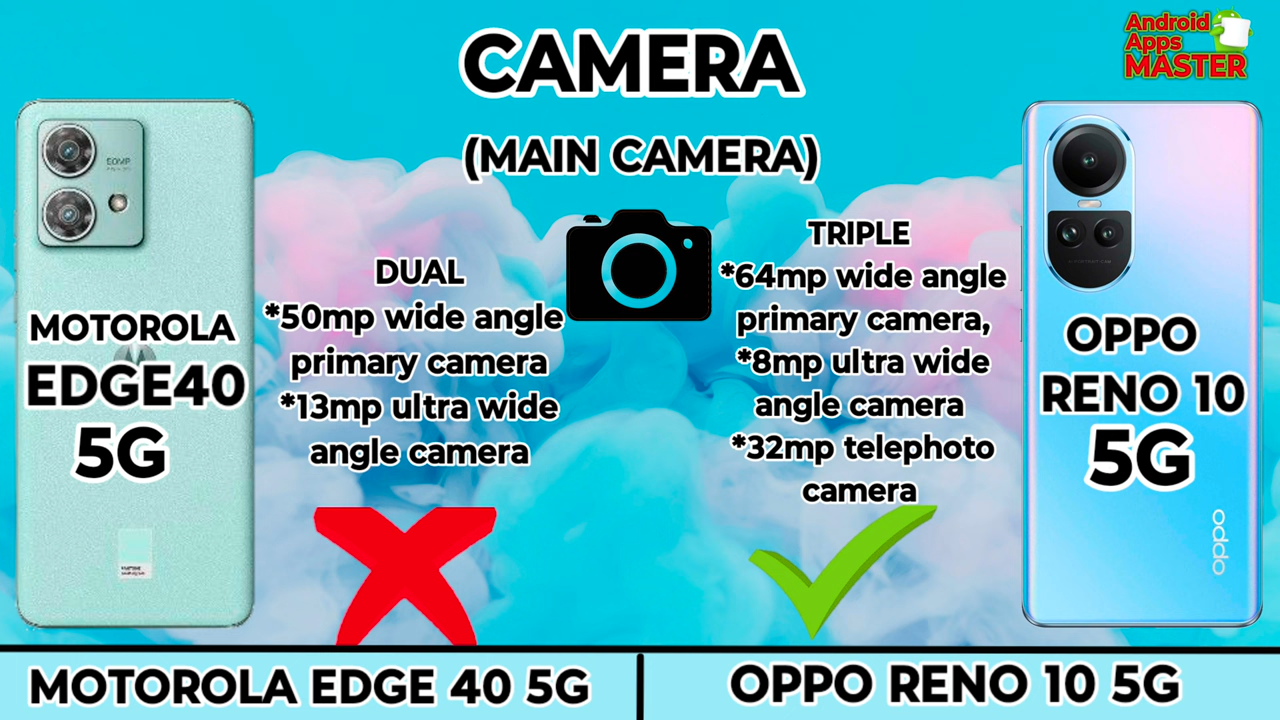 CAMERA
(MAIN CAMERA)
Android
Apps
MASTER
MOTOROLA
EDGE40
5G
DUAL
*50mp wide angle
primary camera
*13mp ultra wide
angle camera
TRIPLE
*64mp wide angle
primary camera,
*8mp ultra wide
angle camera
*32mp telephoto
camera
OPPO
RENO 10
5G
oppo
MOTOROLA EDGE 40 5G
OPPO RENO 10 5G